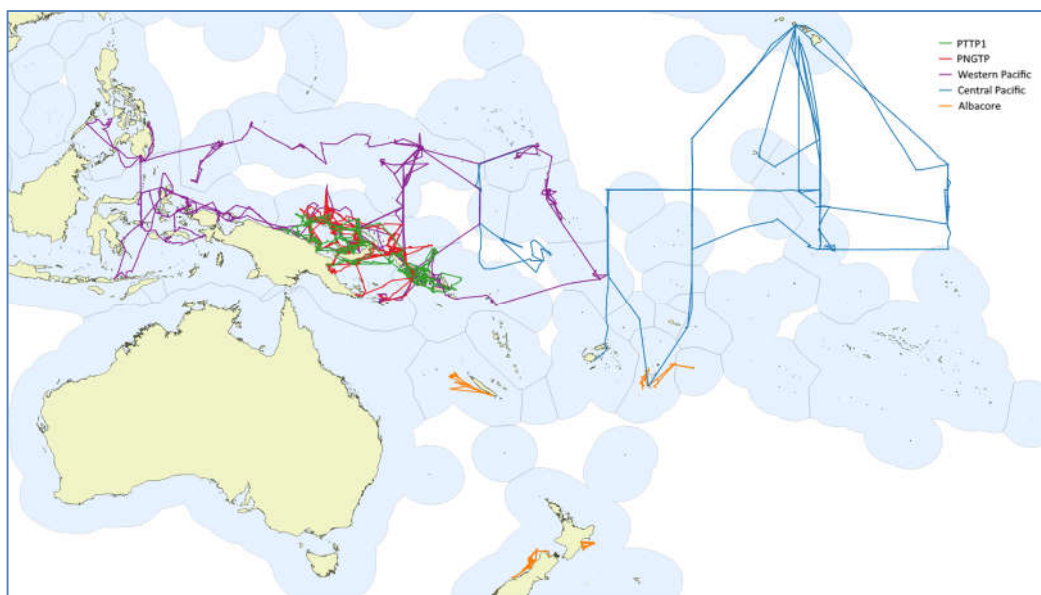 PTTP1
PNGTP
Western Pacific
Central Pacific
Albacore